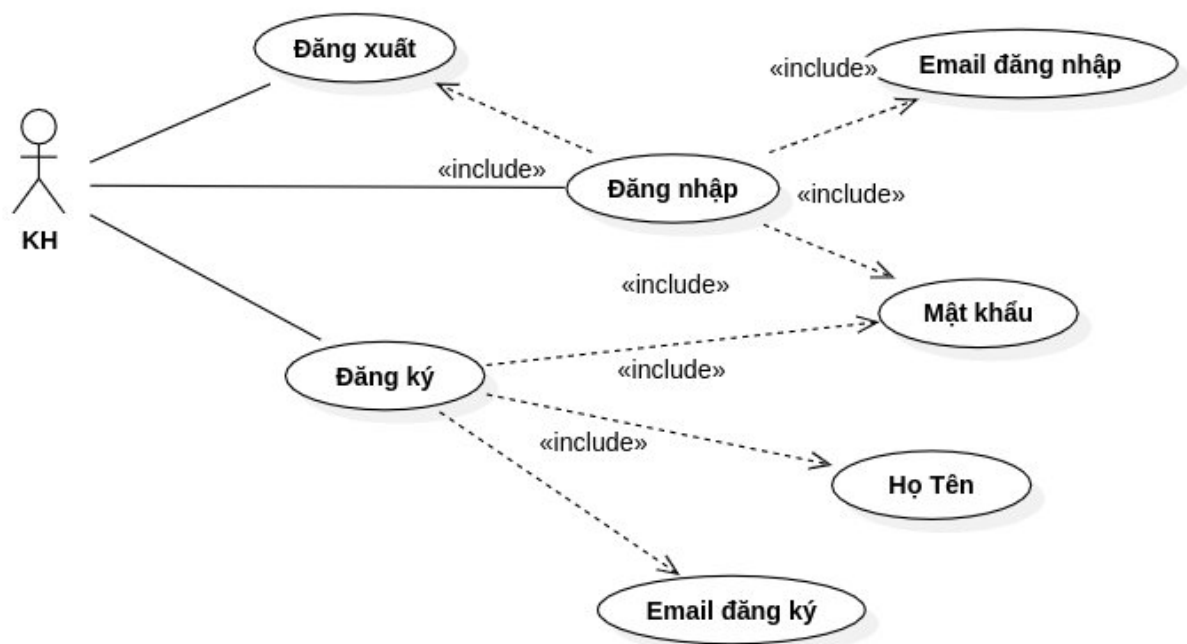 Đăng xuất
«include»
Email đăng nhập
«include»
Đăng nhập
«include»
KH
«include»
Mật khẩu
Đăng ký
«include»
«include»
Họ Tên
Email đăng ký